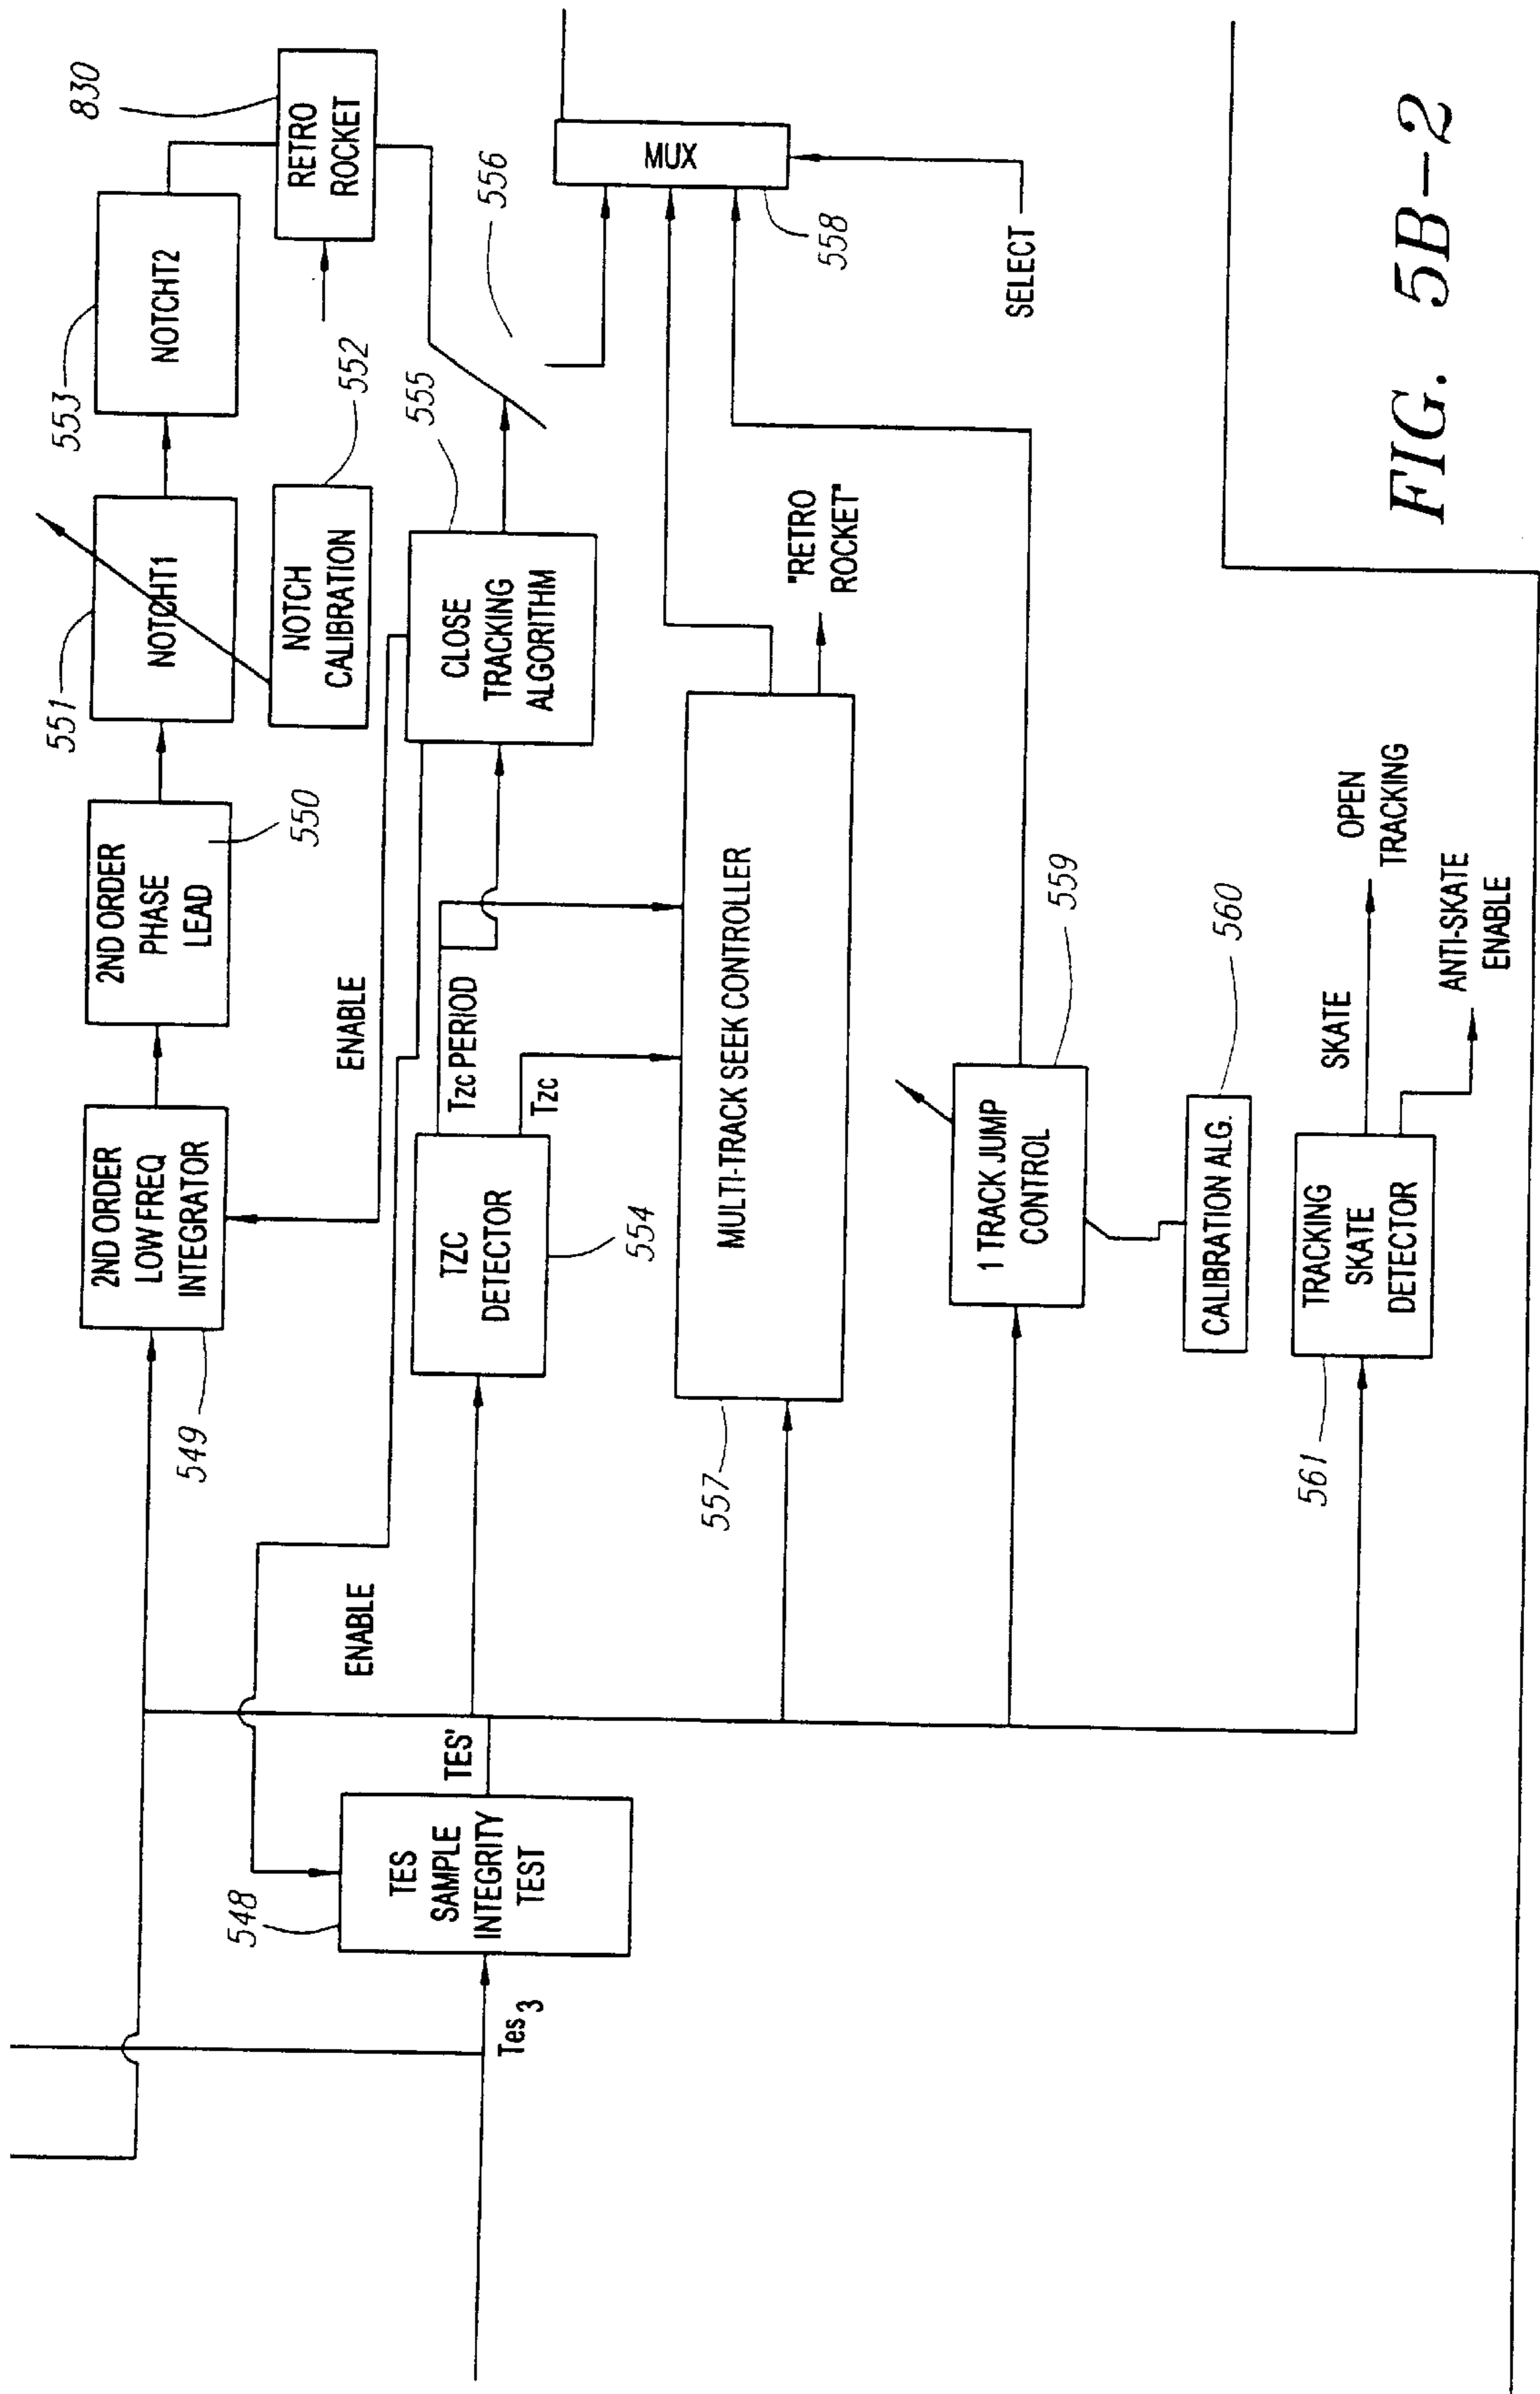 830
RETRO
ROCKET
553
NOTCHT2
551
NOTCHT1
552
NOTCH
CALIBRATION
2ND ORDER
PHASE
LEAD
550
2ND ORDER
LOW FREQ
INTEGRATOR
549
ENABLE
ENABLE
555
CLOSE
TRACKING
ALGORITHM
556
MUX
558
SELECT
Tes3
548
TES
SAMPLE
INTEGRITY
TEST
TES'
TZC
DETECTOR
554
TZC PERIOD
TZC
MULTI-TRACK SEEK CONTROLLER
557
"RETRO
ROCKET"
1 TRACK JUMP
CONTROL
559
CALIBRATION ALG.
560
TRACKING
SKATE
DETECTOR
561
SKATE
OPEN
TRACKING
ANTI-SKATE
ENABLE
FIG. 5B-2